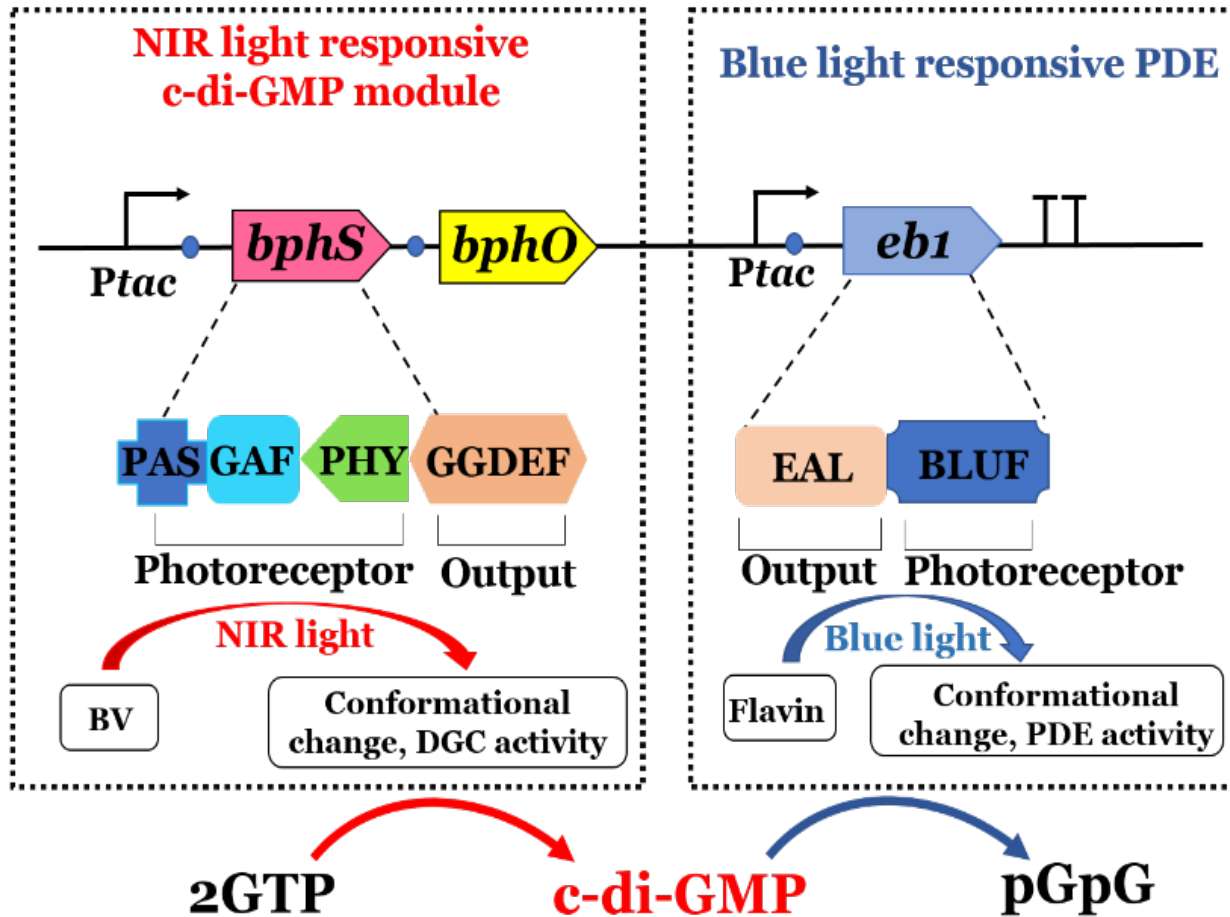 NIR light responsive
c-di-GMP module
Blue light responsive PDE
bphS
bphO
eb1
Ptac
Ptac
PAS
GAF
PHY
GGDEF
EAL
BLUF
Photoreceptor
Output
Output
Photoreceptor
NIR light
Blue light
BV
Conformational
change, DGC activity
Flavin
Conformational
change, PDE activity
2GTP
c-di-GMP
pGpG